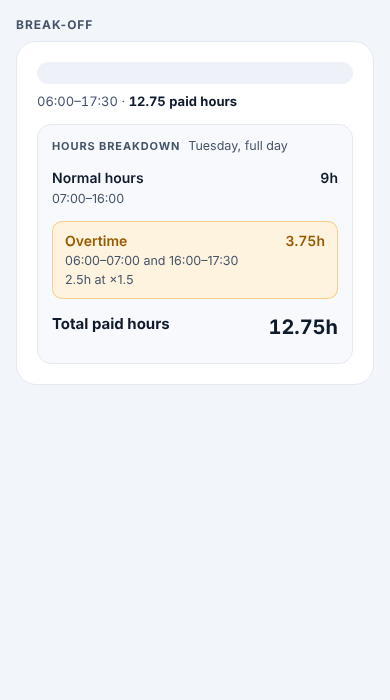 BREAK-OFF
06:00–17:30 · 12.75 paid hours
HOURS BREAKDOWN Tuesday, full day
Normal hours 9h
07:00–16:00
Overtime 3.75h
06:00–07:00 and 16:00–17:30
2.5h at ×1.5
Total paid hours 12.75h